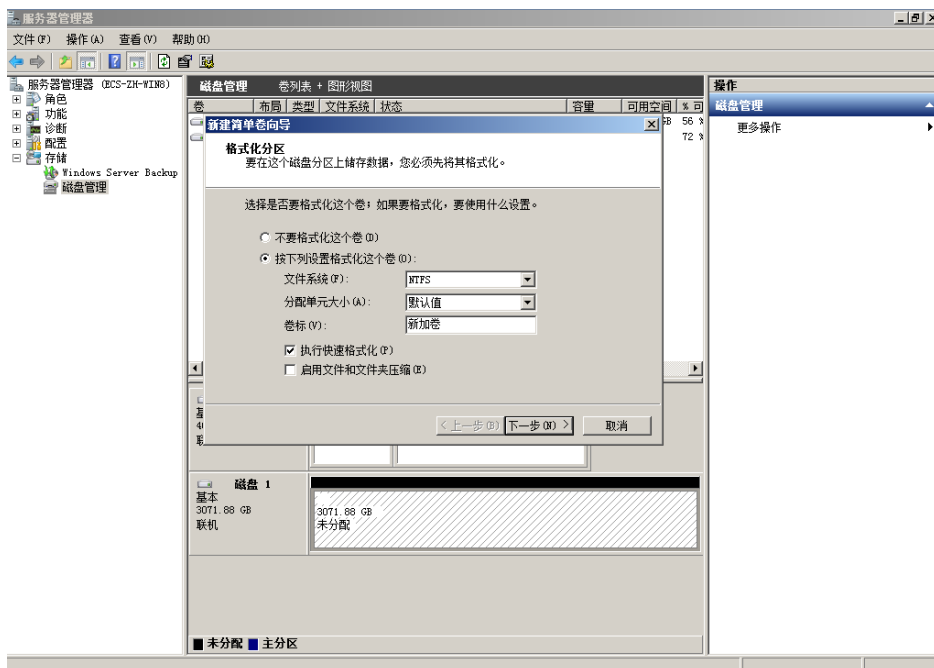 服务器管理器
文件(F) 操作(A) 查看(V) 帮助(H)
服务器管理器 (ECS-ZH-WIN8)
角色
功能
诊断
配置
存储
Windows Server Backup
磁盘管理
磁盘管理 卷列表 + 图形视图
卷 布局 类型 文件系统 状态 容量 可用空间 % 可
GB 56 %
72 %
新建简单卷向导
格式化分区
要在这个磁盘分区上储存数据，您必须先将其格式化。
选择是否要格式化这个卷；如果要格式化，要使用什么设置。
不要格式化这个卷(D)
按下列设置格式化这个卷(O):
文件系统(F): NTFS
分配单元大小(A): 默认值
卷标(V): 新加卷
执行快速格式化(P)
启用文件和文件夹压缩(E)
< 上一步(B) 下一步(N) > 取消
磁盘 1
基本
3071.88 GB
联机
3071.88 GB
未分配
未分配 主分区
操作
磁盘管理
更多操作